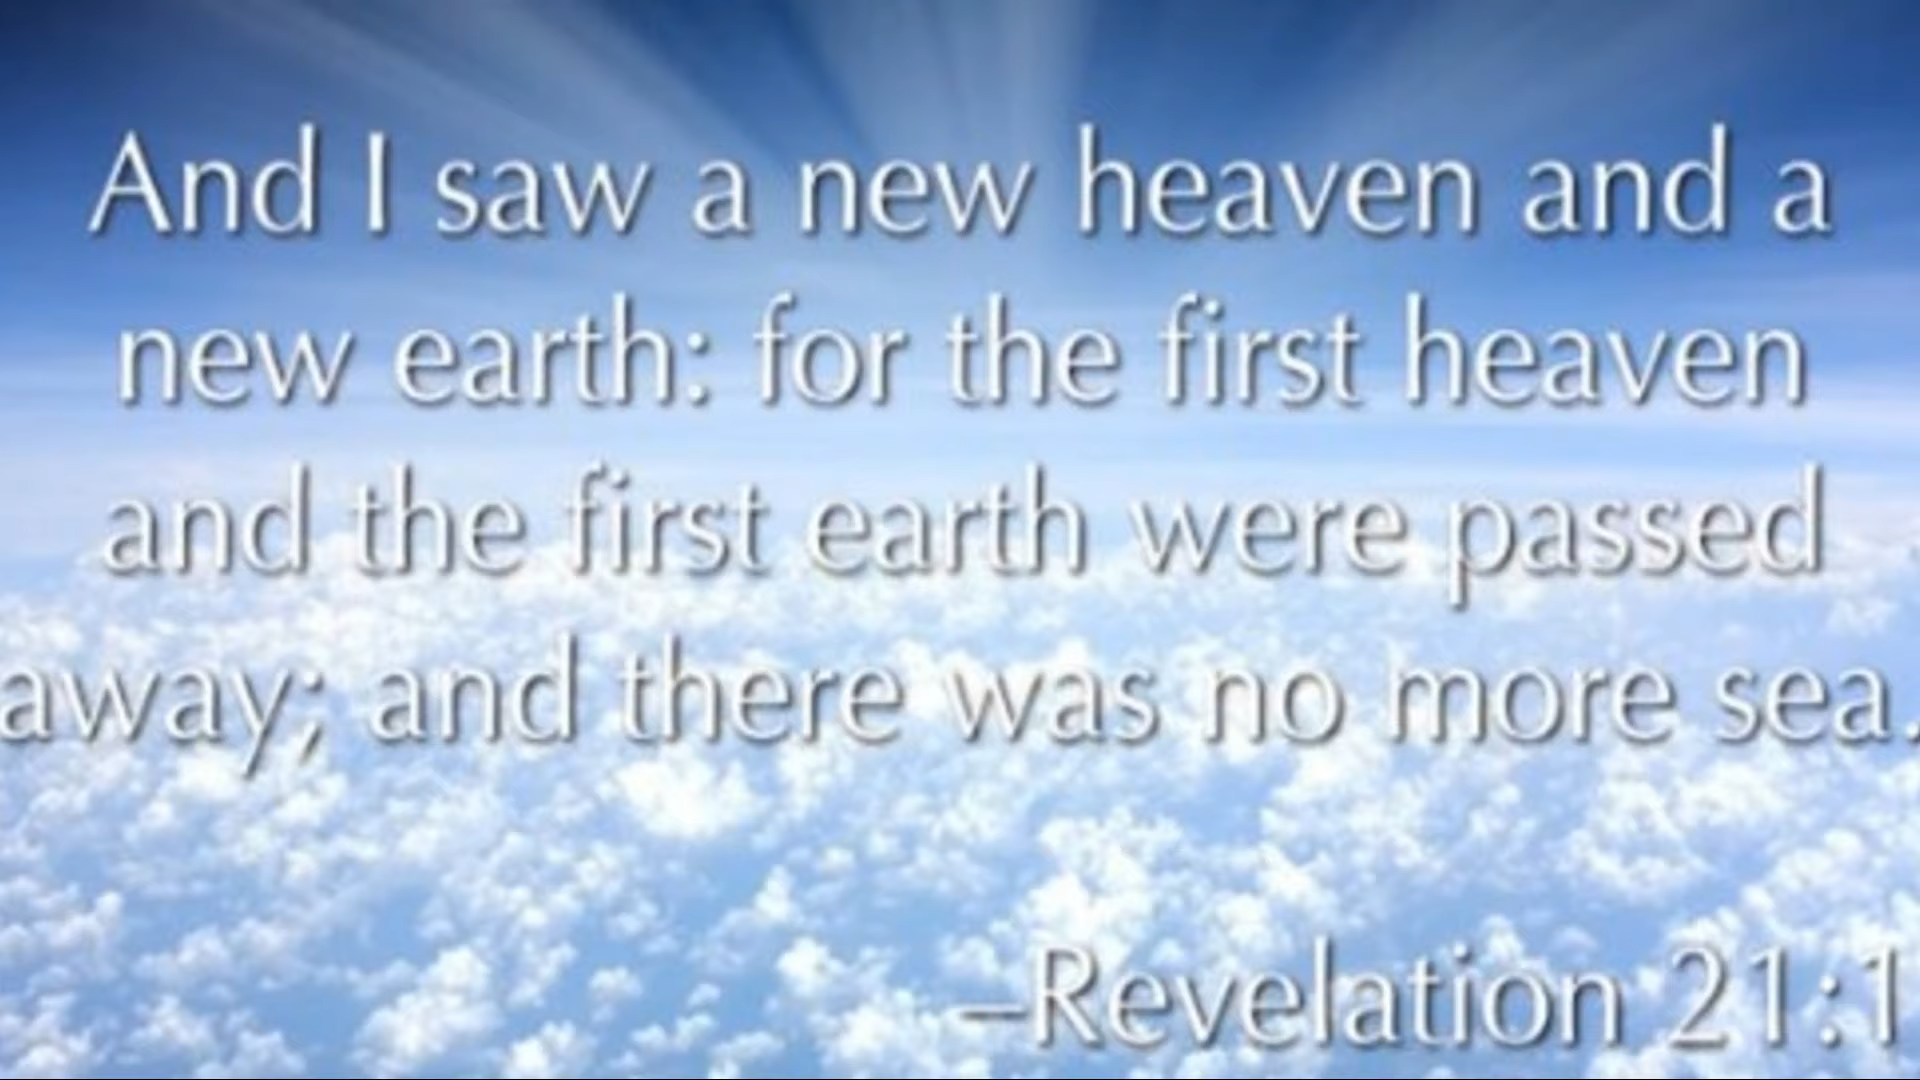 And I saw a new heaven and a
new earth: for the first heaven
and the first earth were passed
away; and there was no more sea.
–Revelation 21:1